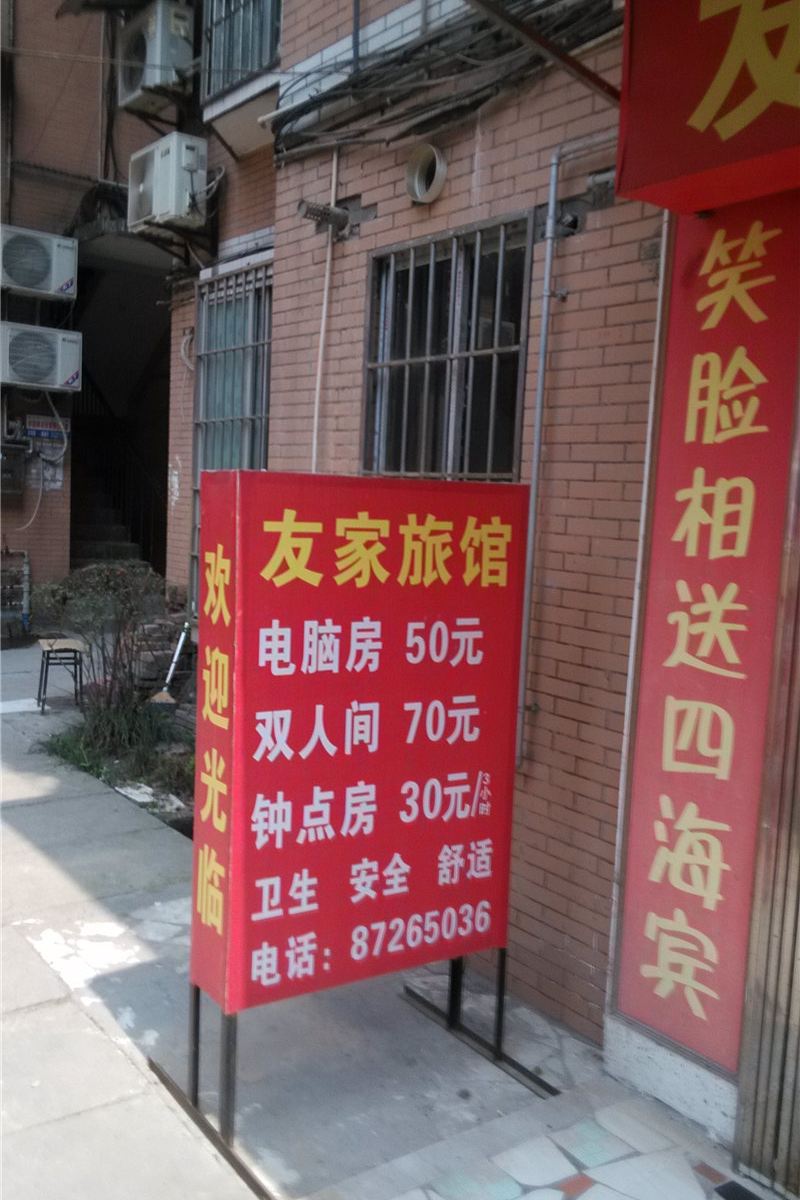 友家旅馆
电脑房 50元
双人间 70元
钟点房 30元/3小时
卫生 安全 舒适
电话：87265036
欢迎光临
友
笑脸相送四海宾